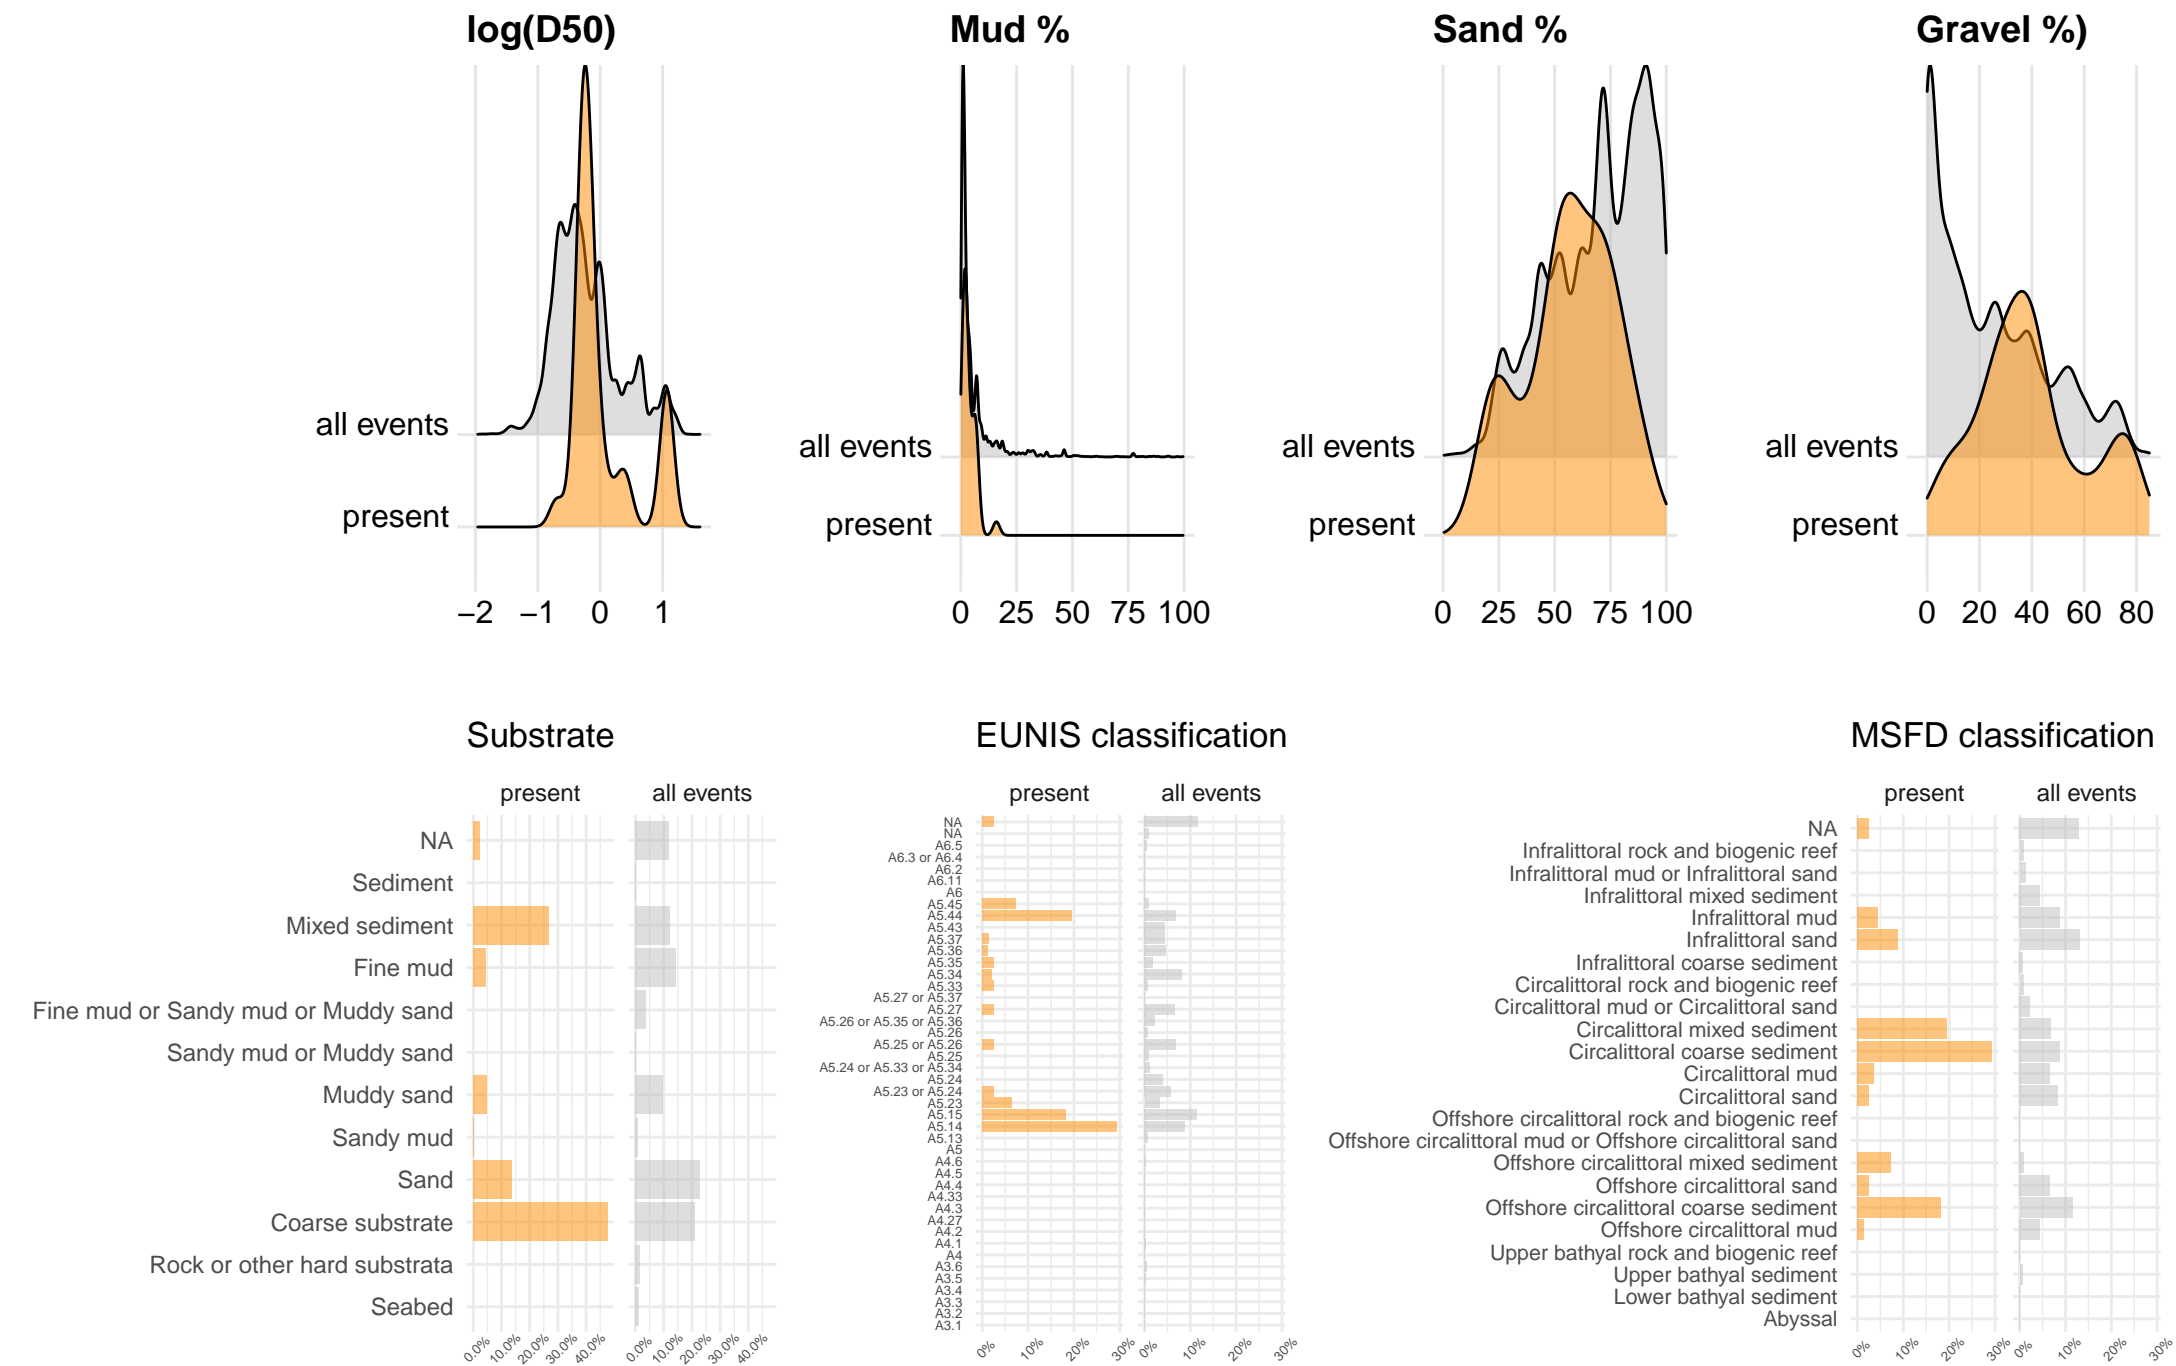 log(D50)
Mud %
Sand %
Gravel %)
all events
present
−2 −1 0 1
all events
present
0 25 50 75 100
all events
present
0 25 50 75 100
all events
present
0 20 40 60 80
Substrate
present all events
NA
Sediment
Mixed sediment
Fine mud
Fine mud or Sandy mud or Muddy sand
Sandy mud or Muddy sand
Muddy sand
Sandy mud
Sand
Coarse substrate
Rock or other hard substrata
Seabed
0.0% 10.0% 20.0% 30.0% 40.0% 0.0% 10.0% 20.0% 30.0% 40.0%
EUNIS classification
present all events
NA
NA
A6.5
A6.3 or A6.4
A6.2
A6.11
A6
A5.45
A5.44
A5.43
A5.37
A5.36
A5.35
A5.34
A5.33
A5.27 or A5.37
A5.27
A5.26 or A5.35 or A5.36
A5.26
A5.25 or A5.26
A5.25
A5.24 or A5.33 or A5.34
A5.24
A5.23 or A5.24
A5.23
A5.15
A5.14
A5.13
A5
A4.6
A4.5
A4.4
A4.33
A4.3
A4.27
A4.2
A4.1
A4
A3.6
A3.5
A3.4
A3.3
A3.2
A3.1
0% 10% 20% 30% 0% 10% 20% 30%
MSFD classification
present all events
NA
Infralittoral rock and biogenic reef
Infralittoral mud or Infralittoral sand
Infralittoral mixed sediment
Infralittoral mud
Infralittoral sand
Infralittoral coarse sediment
Circalittoral rock and biogenic reef
Circalittoral mud or Circalittoral sand
Circalittoral mixed sediment
Circalittoral coarse sediment
Circalittoral mud
Circalittoral sand
Offshore circalittoral rock and biogenic reef
Offshore circalittoral mud or Offshore circalittoral sand
Offshore circalittoral mixed sediment
Offshore circalittoral sand
Offshore circalittoral coarse sediment
Offshore circalittoral mud
Upper bathyal rock and biogenic reef
Upper bathyal sediment
Lower bathyal sediment
Abyssal
0% 10% 20% 30% 0% 10% 20% 30%